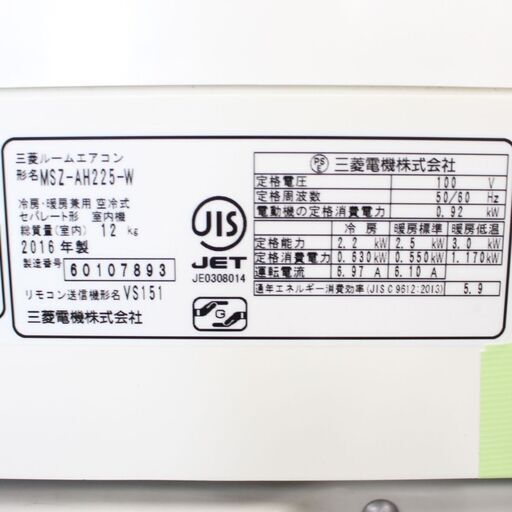 三菱ルームエアコン
形名MSZ-AH225-W
冷房・暖房兼用 空冷式
セパレート形 室内機
総質量(室内) 12 kg
2016 年製
製造番号 60107893
リモコン送信機形名 VS151
三菱電機株式会社
JIS
JET
JE0308014
G
PS E 三菱電機株式会社
定格電圧 100 V
定格周波数 50/60 Hz
電動機の定格消費電力 0.92 kW
冷 房 暖房標準 暖房低温
定格能力 2.2 kW 2.5 kW 3.0 kW
定格消費電力 0.630 kW 0.550 kW 1.170 kW
運転電流 6.97 A 6.10 A
通年エネルギー消費効率(JIS C 9612:2013) 5.9